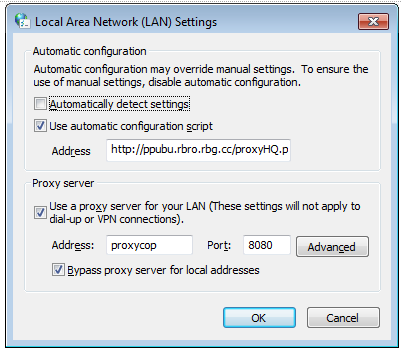 Local Area Network (LAN) Settings
Automatic configuration
Automatic configuration may override manual settings. To ensure the
use of manual settings, disable automatic configuration.
Automatically detect settings
Use automatic configuration script
Address http://ppubu.rbro.rbg.cc/proxyHQ.p
Proxy server
Use a proxy server for your LAN (These settings will not apply to
dial-up or VPN connections).
Address: proxycop Port: 8080 Advanced
Bypass proxy server for local addresses
OK Cancel